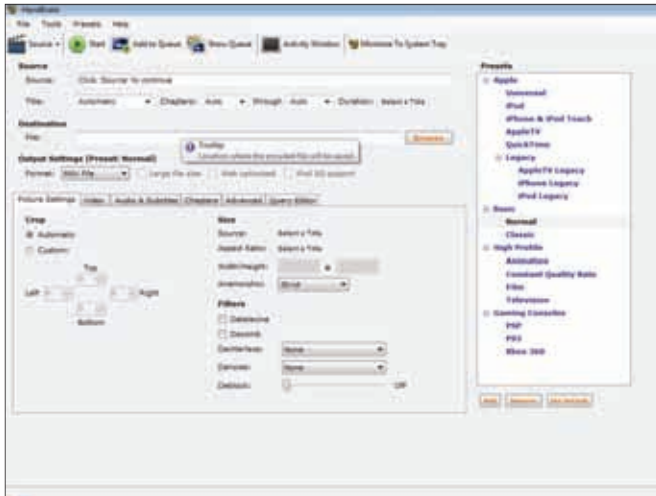 HandBrake
File Tools Presets Help
Source Start Add to Queue Show Queue Activity Window Minimize To System Tray
Source
Source: Click 'Source' to continue
Title: Automatic Chapters: Auto through Auto Duration: Select a Title
Destination
File: Browse
Tooltip
Location where the encoded file will be saved.
Output Settings (Preset: Normal)
Format: File Large file size Web optimized iPod 5G support
Picture Settings Video Audio & Subtitles Chapters Advanced Query Editor
Crop
Automatic
Custom:
Top
Left Right
Bottom
Size
Source: Select a Title
Aspect Ratio: Select a Title
Width/Height: x
Anamorphic: Strict
Filters
Detelecine
Decomb
Deinterlace: None
Denoise: None
Deblock: Off
Presets
Apple
Universal
iPod
iPhone & iPod Touch
AppleTV
QuickTime
Legacy
AppleTV Legacy
iPhone Legacy
iPod Legacy
Basic
Normal
Classic
High Profile
Animation
Constant Quality Rate
Film
Television
Gaming Consoles
PSP
PS3
Xbox 360
Add Remove Set Default